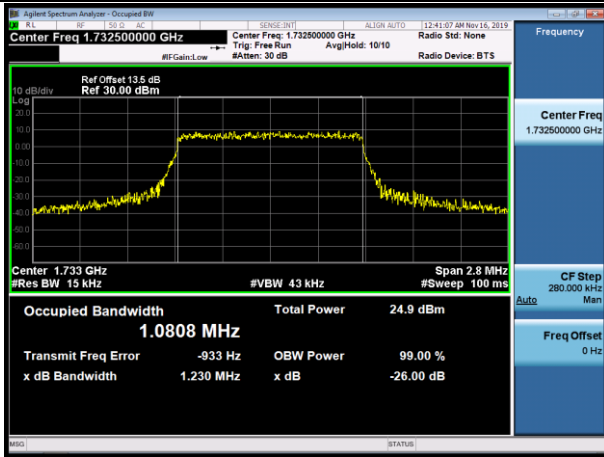 Agilent Spectrum Analyzer - Occupied BW
RL RF 50 Ω AC SENSE:INT ALIGN AUTO 12:41:07 AM Nov 16, 2019
Center Freq 1.732500000 GHz
Center Freq: 1.732500000 GHz Radio Std: None
Trig: Free Run Avg|Hold: 10/10
#IFGain:Low #Atten: 30 dB Radio Device: BTS
Frequency
Ref Offset 13.5 dB
10 dB/div Ref 30.00 dBm
Log
20.0
10.0
0.00
-10.0
-20.0
-30.0
-40.0
-50.0
-60.0
Center Freq
1.732500000 GHz
Center 1.733 GHz Span 2.8 MHz
#Res BW 15 kHz #VBW 43 kHz #Sweep 100 ms
CF Step
280.000 kHz
Auto Man
Occupied Bandwidth Total Power 24.9 dBm
1.0808 MHz
Transmit Freq Error -933 Hz OBW Power 99.00 %
x dB Bandwidth 1.230 MHz x dB -26.00 dB
Freq Offset
0 Hz
MSG STATUS